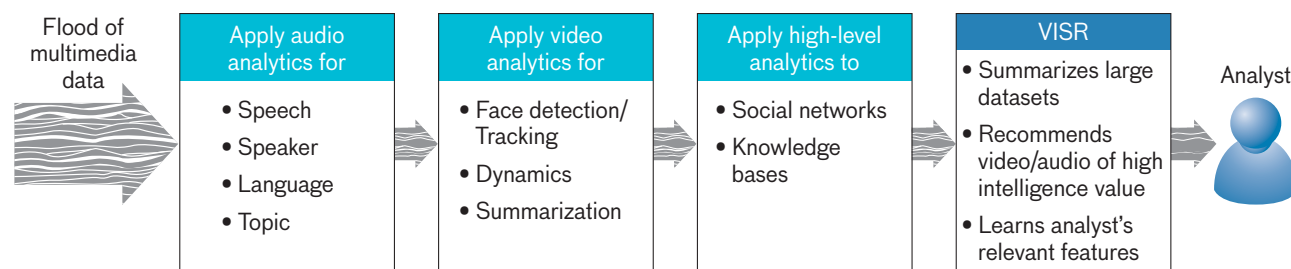 Flood of
multimedia
data
Apply audio
analytics for
• Speech
• Speaker
• Language
• Topic
Apply video
analytics for
• Face detection/
Tracking
• Dynamics
• Summarization
Apply high-level
analytics to
• Social networks
• Knowledge
bases
VISR
• Summarizes large
datasets
• Recommends
video/audio of high
intelligence value
• Learns analyst's
relevant features
Analyst